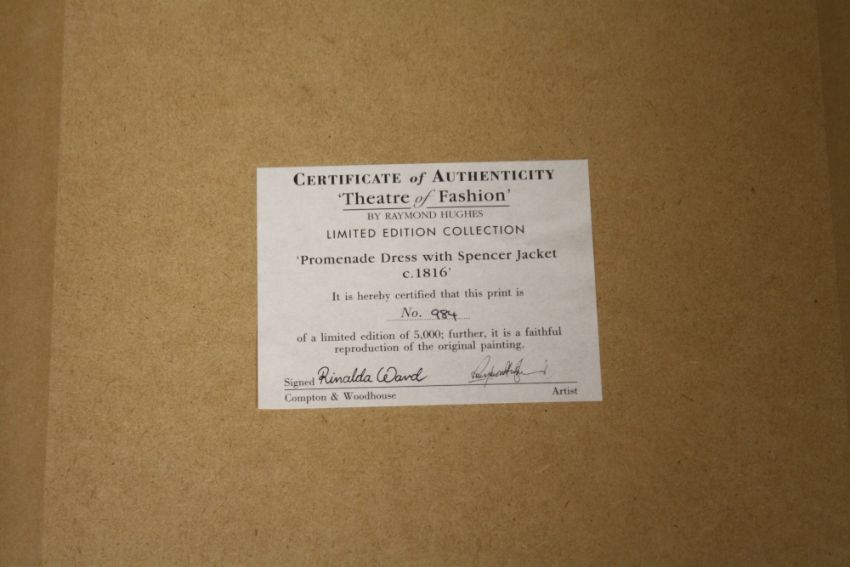 CERTIFICATE of AUTHENTICITY
'Theatre of Fashion'
BY RAYMOND HUGHES
LIMITED EDITION COLLECTION
'Promenade Dress with Spencer Jacket
c.1816'
It is hereby certified that this print is
No. 984
of a limited edition of 5,000; further, it is a faithful
reproduction of the original painting.
Signed Rinalda Ward
Compton & Woodhouse Artist